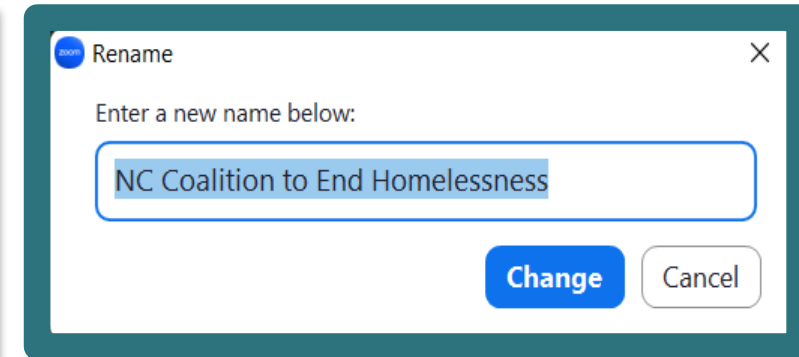 zoom Rename
Enter a new name below:
NC Coalition to End Homelessness
Change Cancel